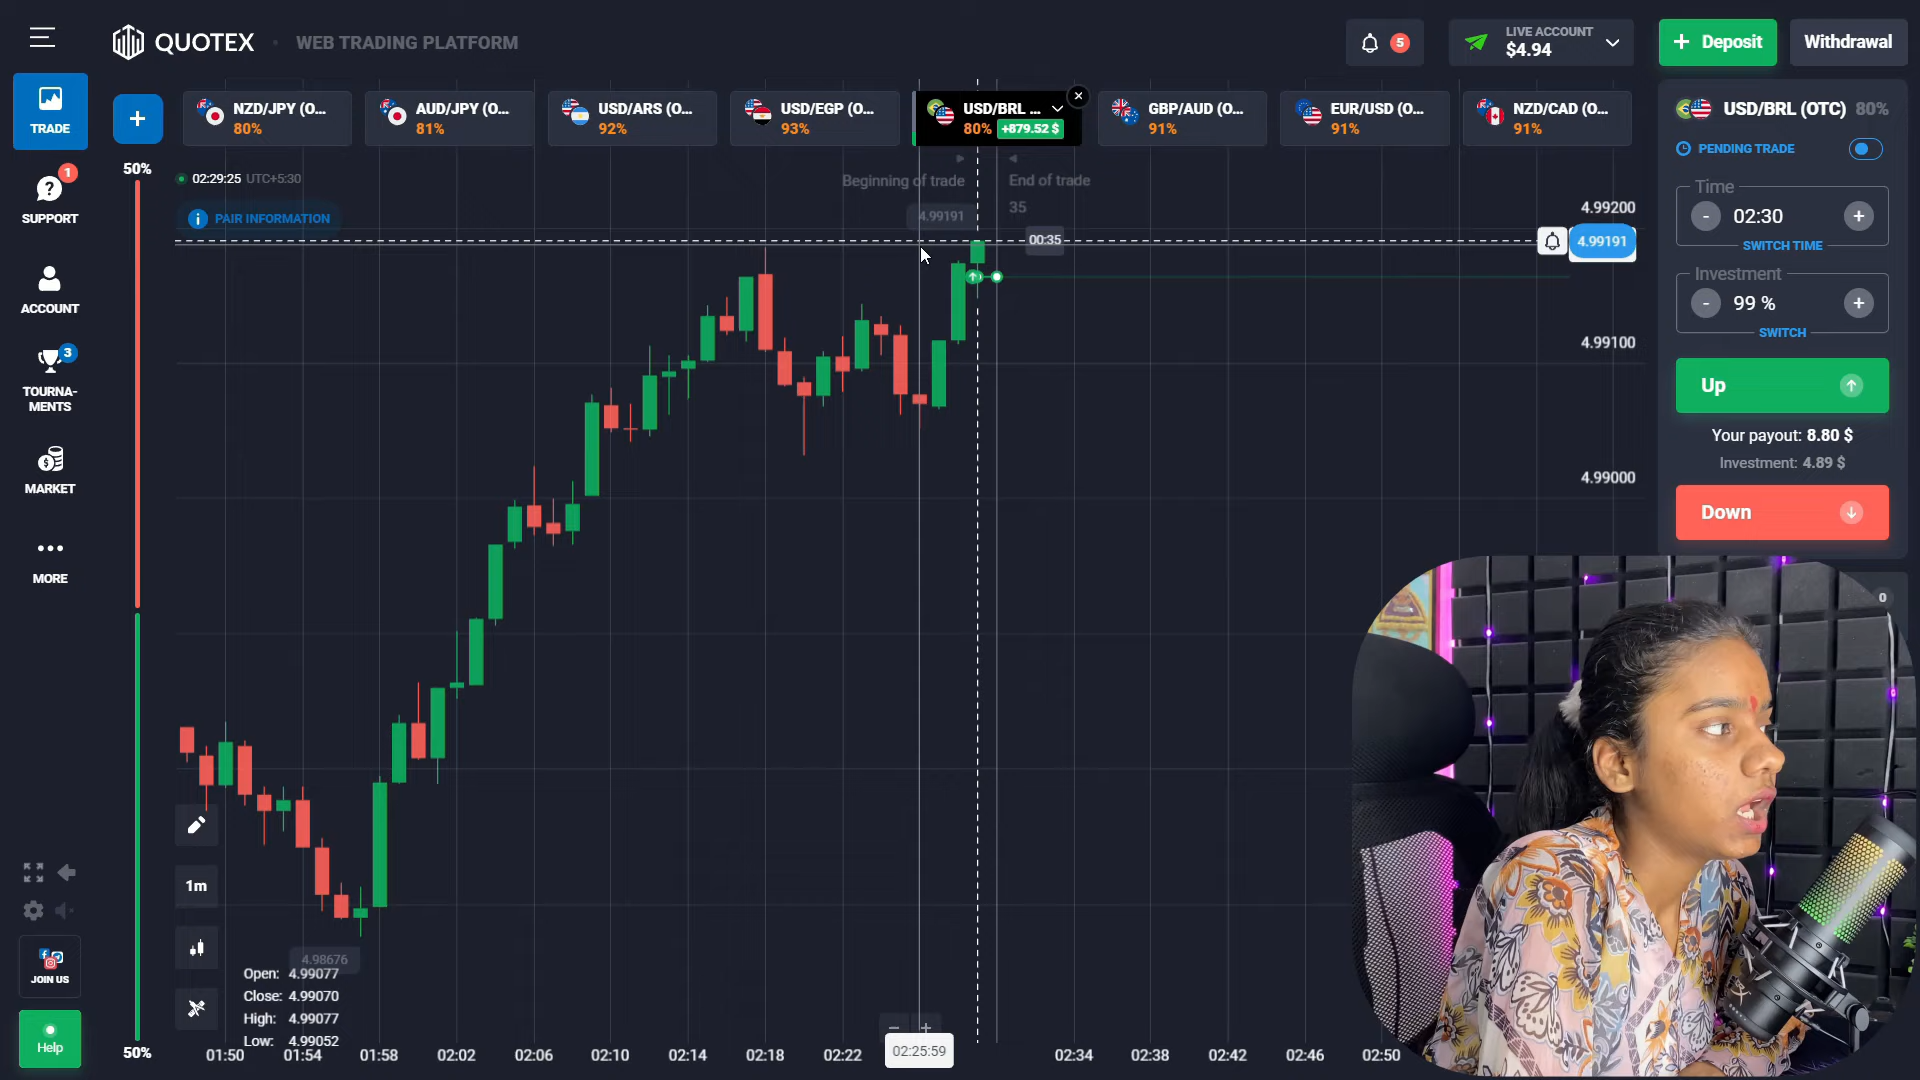 QUOTEX
WEB TRADING PLATFORM
5
LIVE ACCOUNT
$4.94
+ Deposit
Withdrawal
TRADE
+
NZD/JPY (O...
80%
AUD/JPY (O...
81%
USD/ARS (O...
92%
USD/EGP (O...
93%
USD/BRL ...
80% +879.52 $
GBP/AUD (O...
91%
EUR/USD (O...
91%
NZD/CAD (O...
91%
USD/BRL (OTC) 80%
PENDING TRADE
Time
- 02:30 +
SWITCH TIME
Investment
- 99 % +
SWITCH
Up
Your payout: 8.80 $
Investment: 4.89 $
Down
0
50%
02:29:25 UTC+5:30
PAIR INFORMATION
Beginning of trade
End of trade
35
4.99191
00:35
4.99200
4.99191
4.99100
4.99000
1
SUPPORT
ACCOUNT
3
TOURNA-
MENTS
MARKET
MORE
JOIN US
Help
50%
1m
4.98676
Open: 4.99077
Close: 4.99070
High: 4.99077
Low: 4.99052
- +
01:50 01:54 01:58 02:02 02:06 02:10 02:14 02:18 02:22 02:25:59 02:34 02:38 02:42 02:46 02:50